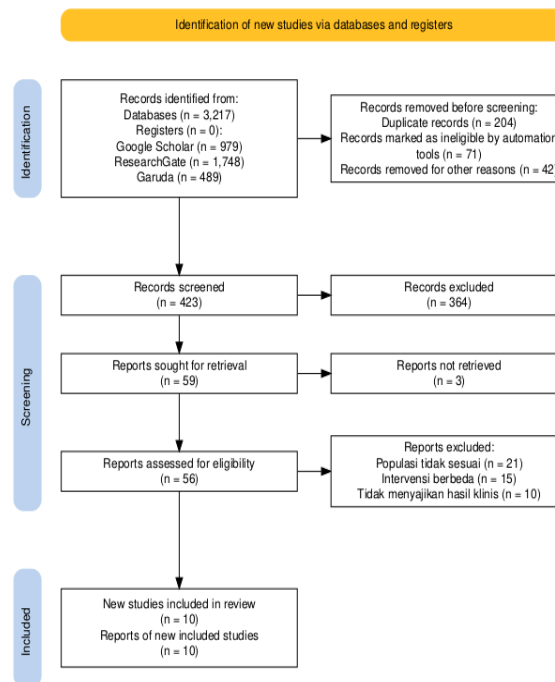 Identification of new studies via databases and registers
Identification
Records identified from:
Databases (n = 3,217)
Registers (n = 0):
Google Scholar (n = 979)
ResearchGate (n = 1,748)
Garuda (n = 489)
Records removed before screening:
Duplicate records (n = 204)
Records marked as ineligible by automation
tools (n = 71)
Records removed for other reasons (n = 42)
Screening
Records screened
(n = 423)
Records excluded
(n = 364)
Reports sought for retrieval
(n = 59)
Reports not retrieved
(n = 3)
Reports assessed for eligibility
(n = 56)
Reports excluded:
Populasi tidak sesuai (n = 21)
Intervensi berbeda (n = 15)
Tidak menyajikan hasil klinis (n = 10)
Included
New studies included in review
(n = 10)
Reports of new included studies
(n = 10)